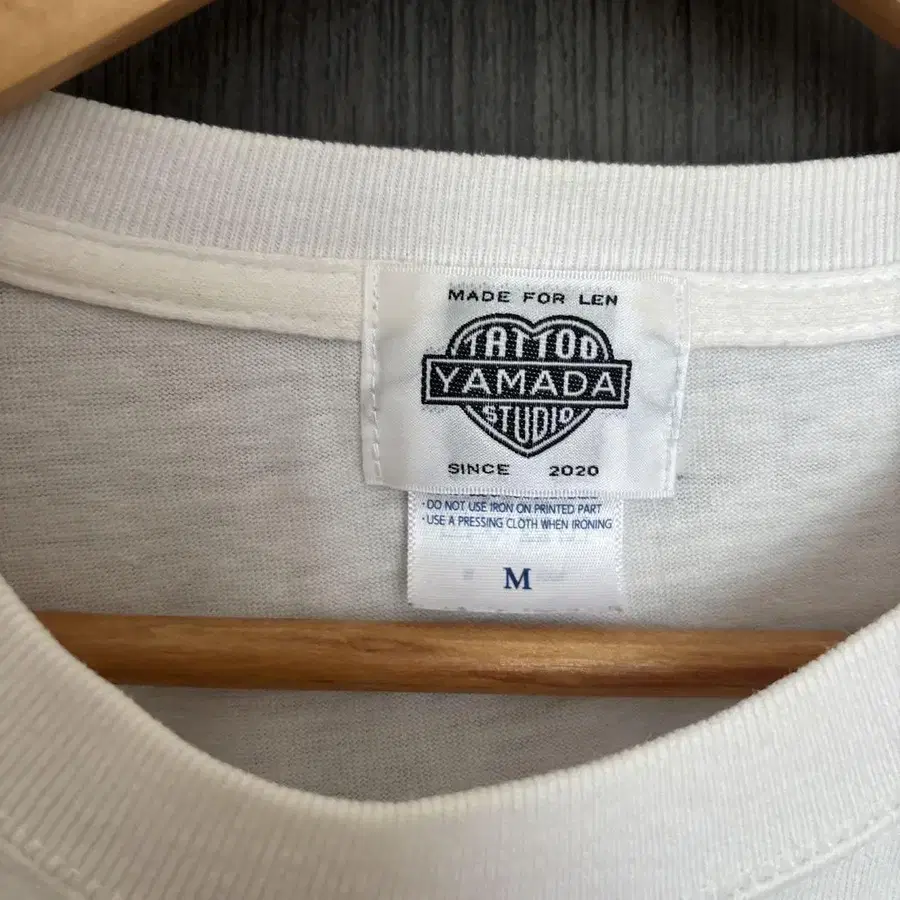 MADE FOR LEN
TATTOO
YAMADA
STUDIO
SINCE 2020
·DO NOT USE IRON ON PRINTED PART
·USE A PRESSING CLOTH WHEN IRONING
M